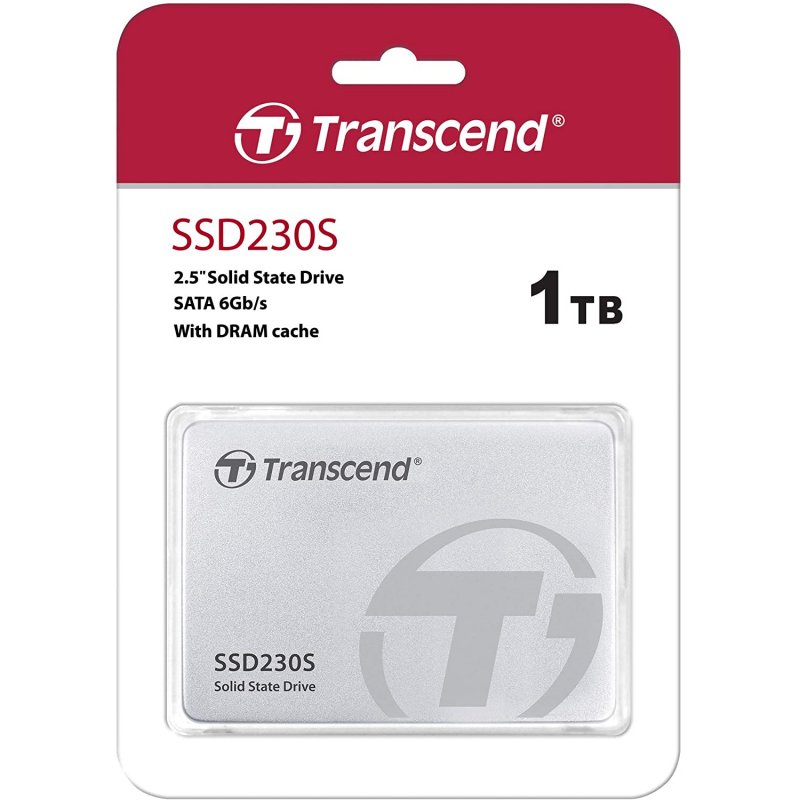 Transcend®
SSD230S
2.5" Solid State Drive
SATA 6Gb/s
With DRAM cache
1TB
Transcend®
SSD230S
Solid State Drive